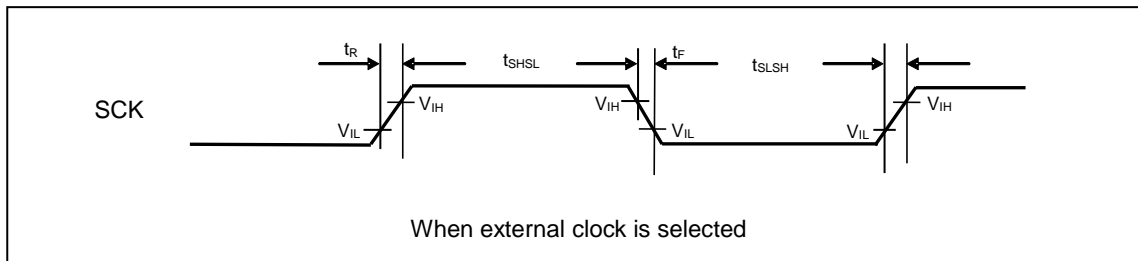 tR tSHSL tF tSLSH
SCK
VIH VIH VIH
VIL VIL VIL
When external clock is selected